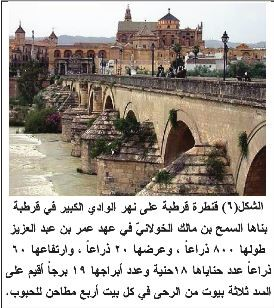 الشكل(٦) قنطرة قرطبة على نهر الوادي الكبير في قرطبة
بناها السمح بن مالك الخولانيّ في عهد عمر بن عبد العزيز
طولها ٨٠٠ ذراعاً ، وعرضها ٢٠ ذراعاً ، وارتفاعها ٦٠
ذراعاً عدد حناياها ١٨حنية وعدد أبراجها ١٩ برجاً أقيم على
السد ثلاثة بيوت من الرحى في كل بيت أربع مطاحن للحبوب.